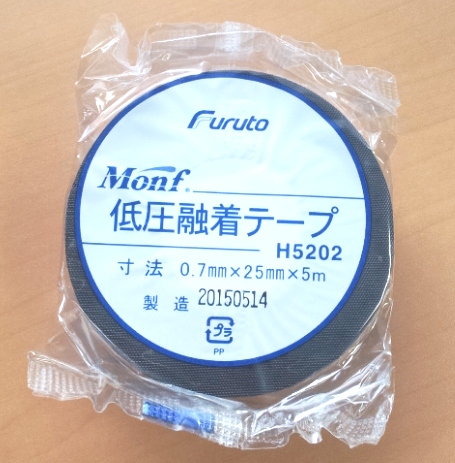 Furuto
Monf®
低圧融着テープ
H5202
寸法 0.7mm×25mm×5m
製造 20150514
プラ
PP